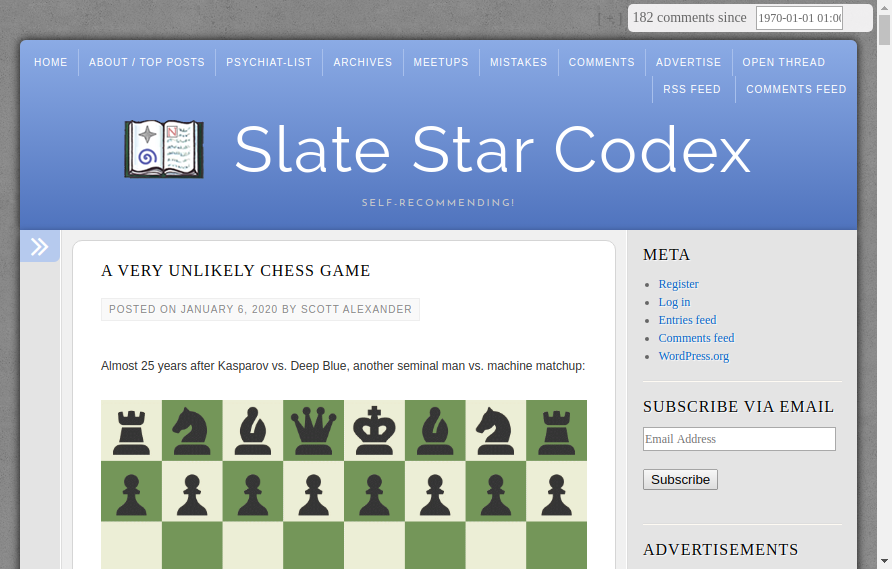 [+] 182 comments since 1970-01-01 01:00
HOME ABOUT / TOP POSTS PSYCHIAT-LIST ARCHIVES MEETUPS MISTAKES COMMENTS ADVERTISE OPEN THREAD
RSS FEED COMMENTS FEED
Slate Star Codex
SELF-RECOMMENDING!
A VERY UNLIKELY CHESS GAME
POSTED ON JANUARY 6, 2020 BY SCOTT ALEXANDER
Almost 25 years after Kasparov vs. Deep Blue, another seminal man vs. machine matchup:
META
Register
Log in
Entries feed
Comments feed
WordPress.org
SUBSCRIBE VIA EMAIL
Email Address
Subscribe
ADVERTISEMENTS